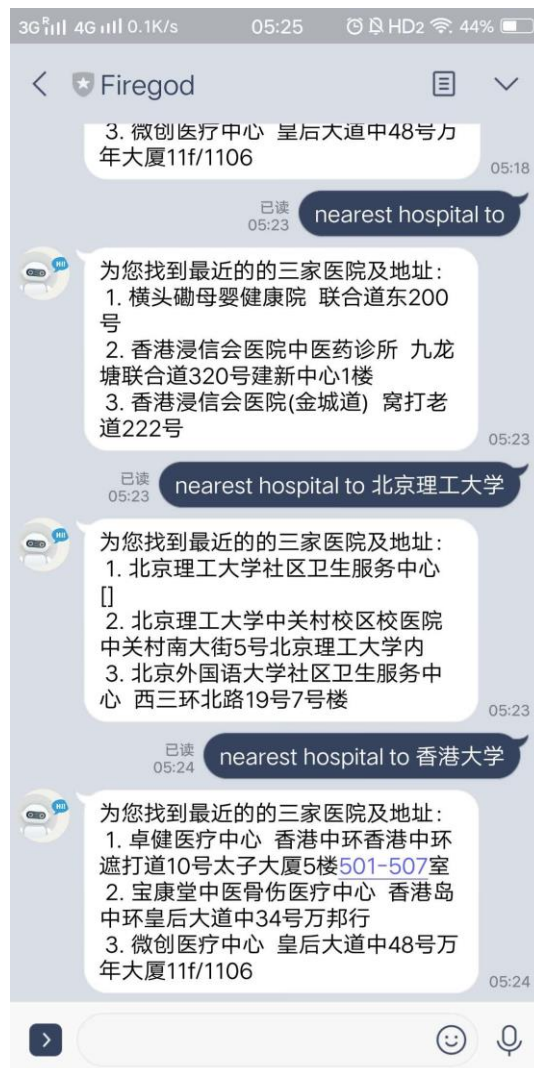 3G R 4G 0.1K/s 05:25 HD2 44%
Firegod
3. 微创医疗中心 皇后大道中48号万
年大厦11f/1106
05:18
已读
05:23
nearest hospital to
HI!
为您找到最近的的三家医院及地址:
1. 横头磡母婴健康院 联合道东200
号
2. 香港浸信会医院中医药诊所 九龙
塘联合道320号建新中心1楼
3. 香港浸信会医院(金城道) 窝打老
道222号
05:23
已读
05:23
nearest hospital to 北京理工大学
HI!
为您找到最近的的三家医院及地址:
1. 北京理工大学社区卫生服务中心
[]
2. 北京理工大学中关村校区校医院
中关村南大街5号北京理工大学内
3. 北京外国语大学社区卫生服务中
心 西三环北路19号7号楼
05:23
已读
05:24
nearest hospital to 香港大学
HI!
为您找到最近的的三家医院及地址:
1. 卓健医疗中心 香港中环香港中环
遮打道10号太子大厦5楼501-507室
2. 宝康堂中医骨伤医疗中心 香港岛
中环皇后大道中34号万邦行
3. 微创医疗中心 皇后大道中48号万
年大厦11f/1106
05:24